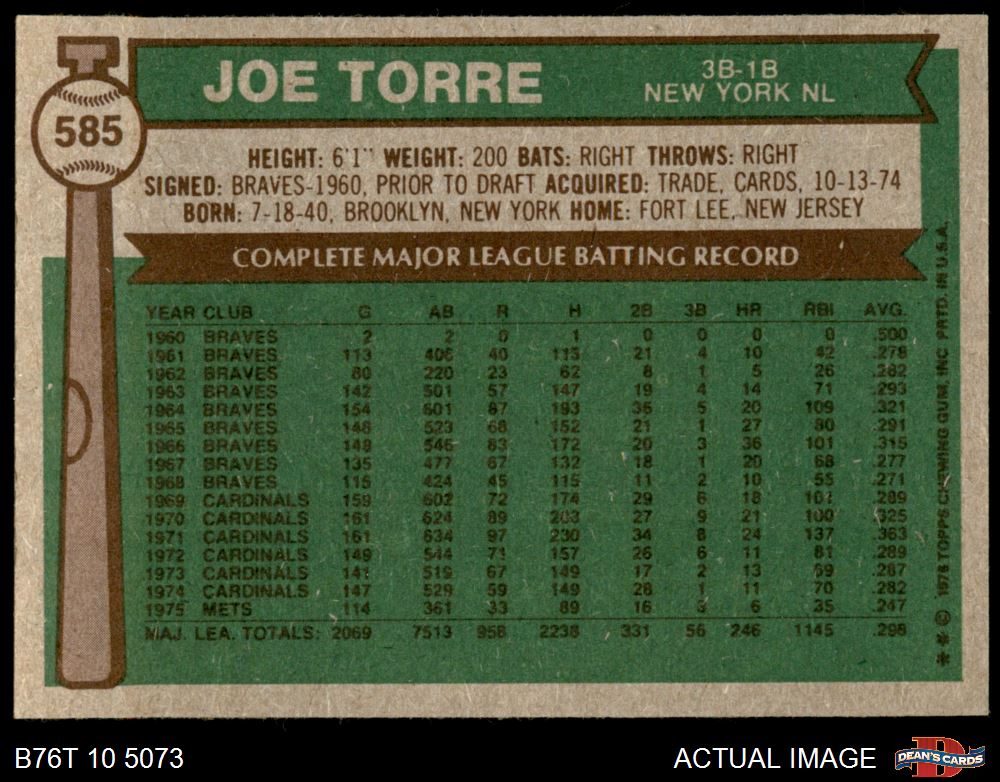 585
JOE TORRE
3B-1B
NEW YORK NL
HEIGHT: 6'1" WEIGHT: 200 BATS: RIGHT THROWS: RIGHT
SIGNED: BRAVES-1960, PRIOR TO DRAFT ACQUIRED: TRADE, CARDS, 10-13-74
BORN: 7-18-40, BROOKLYN, NEW YORK HOME: FORT LEE, NEW JERSEY
COMPLETE MAJOR LEAGUE BATTING RECORD
YEAR CLUB G AB R H 2B 3B HR RBI AVG.
1960 BRAVES 2 2 0 1 0 0 0 0 .500
1961 BRAVES 113 406 40 113 21 4 10 42 .278
1962 BRAVES 80 220 23 62 8 1 5 26 .282
1963 BRAVES 142 501 57 147 19 4 14 71 .293
1964 BRAVES 154 601 87 193 36 5 20 109 .321
1965 BRAVES 148 523 68 152 21 1 27 80 .291
1966 BRAVES 148 546 83 172 20 3 36 101 .315
1967 BRAVES 135 477 67 132 18 1 20 68 .277
1968 BRAVES 115 424 45 115 11 2 10 55 .271
1969 CARDINALS 159 602 72 174 29 6 18 101 .289
1970 CARDINALS 161 624 89 203 27 9 21 100 .325
1971 CARDINALS 161 634 97 230 34 8 24 137 .363
1972 CARDINALS 149 544 71 157 26 6 11 81 .289
1973 CARDINALS 141 519 67 149 17 2 13 69 .287
1974 CARDINALS 147 529 59 149 28 1 11 70 .282
1975 METS 114 361 33 89 16 3 6 35 .247
MAJ. LEA. TOTALS: 2069 7513 958 2238 331 56 246 1145 .298
* * © 1976 TOPPS CHEWING GUM, INC PRTD. IN U.S.A.
B76T 10 5073
ACTUAL IMAGE
D
DEAN'S CARDS